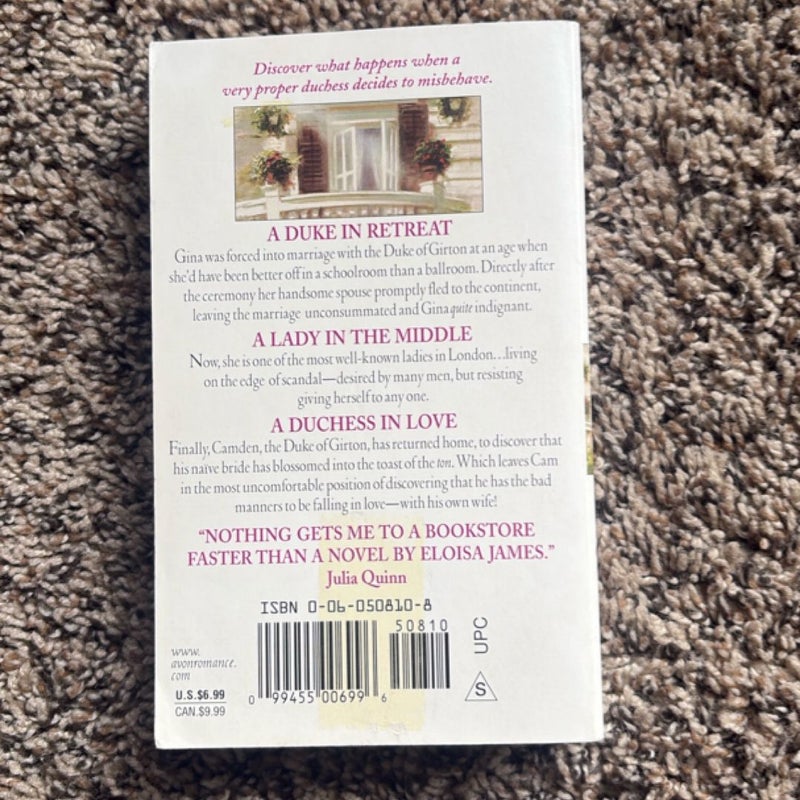 Discover what happens when a
very proper duchess decides to misbehave.
A DUKE IN RETREAT
Gina was forced into marriage with the Duke of Girton at an age when
she'd have been better off in a schoolroom than a ballroom. Directly after
the ceremony her handsome spouse promptly fled to the continent,
leaving the marriage unconsummated and Gina quite indignant.
A LADY IN THE MIDDLE
Now, she is one of the most well-known ladies in London...living
on the edge of scandal—desired by many men, but resisting
giving herself to any one.
A DUCHESS IN LOVE
Finally, Camden, the Duke of Girton, has returned home, to discover that
his naïve bride has blossomed into the toast of the ton. Which leaves Cam
in the most uncomfortable position of discovering that he has the bad
manners to be falling in love—with his own wife!
“NOTHING GETS ME TO A BOOKSTORE
FASTER THAN A NOVEL BY ELOISA JAMES.”
Julia Quinn
ISBN 0-06-050810-8
50810
UPC
www.
avonromance.
com
U.S.$6.99
CAN.$9.99
0 99455 00699 6
S